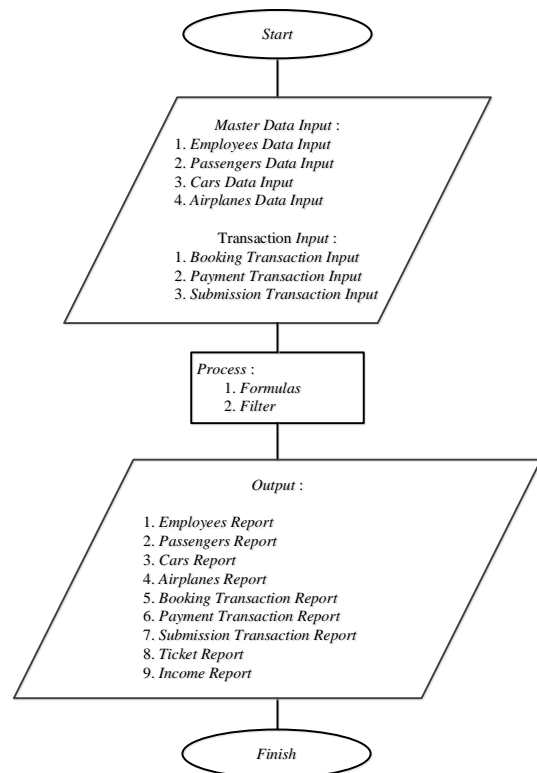 Start
Master Data Input :
1. Employees Data Input
2. Passengers Data Input
3. Cars Data Input
4. Airplanes Data Input
Transaction Input :
1. Booking Transaction Input
2. Payment Transaction Input
3. Submission Transaction Input
Process :
1. Formulas
2. Filter
Output :
1. Employees Report
2. Passengers Report
3. Cars Report
4. Airplanes Report
5. Booking Transaction Report
6. Payment Transaction Report
7. Submission Transaction Report
8. Ticket Report
9. Income Report
Finish